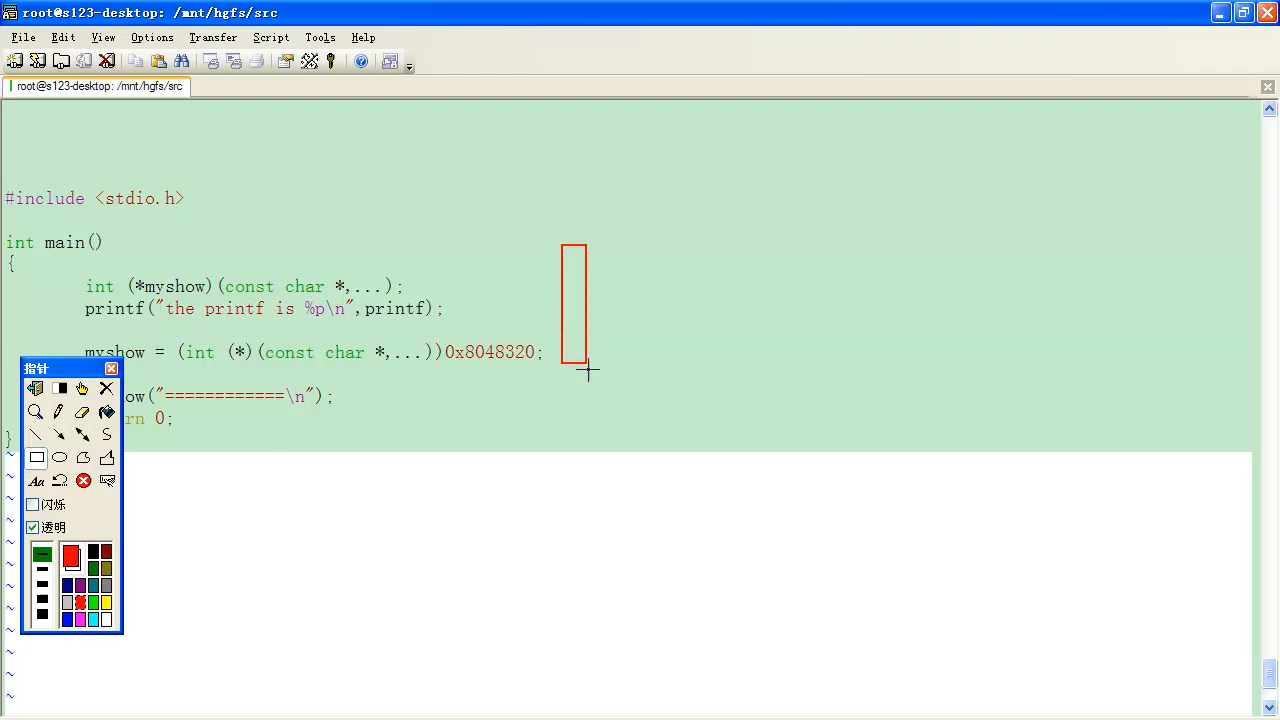 root@s123-desktop: /mnt/hgfs/src
File Edit View Options Transfer Script Tools Help
root@s123-desktop: /mnt/hgfs/src
#include <stdio.h>
int main()
{
int (*myshow)(const char *,...);
printf("the printf is %p\n",printf);
myshow = (int (*)(const char *,...))0x8048320;
ow("============\n");
rn 0;
}
~
~
~
~
~
~
~
~
~
~
~
~
指针
Aa
闪烁
透明